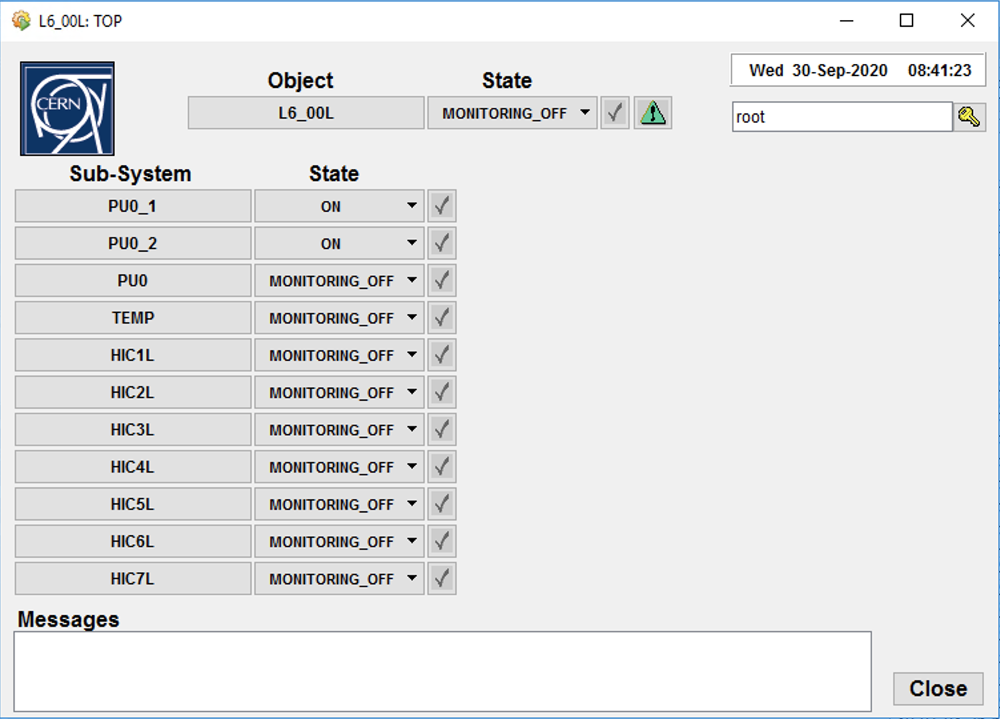 L6_00L: TOP
Wed 30-Sep-2020 08:41:23
CERN
Object State
L6_00L MONITORING_OFF
root
Sub-System State
PU0_1 ON
PU0_2 ON
PU0 MONITORING_OFF
TEMP MONITORING_OFF
HIC1L MONITORING_OFF
HIC2L MONITORING_OFF
HIC3L MONITORING_OFF
HIC4L MONITORING_OFF
HIC5L MONITORING_OFF
HIC6L MONITORING_OFF
HIC7L MONITORING_OFF
Messages
Close